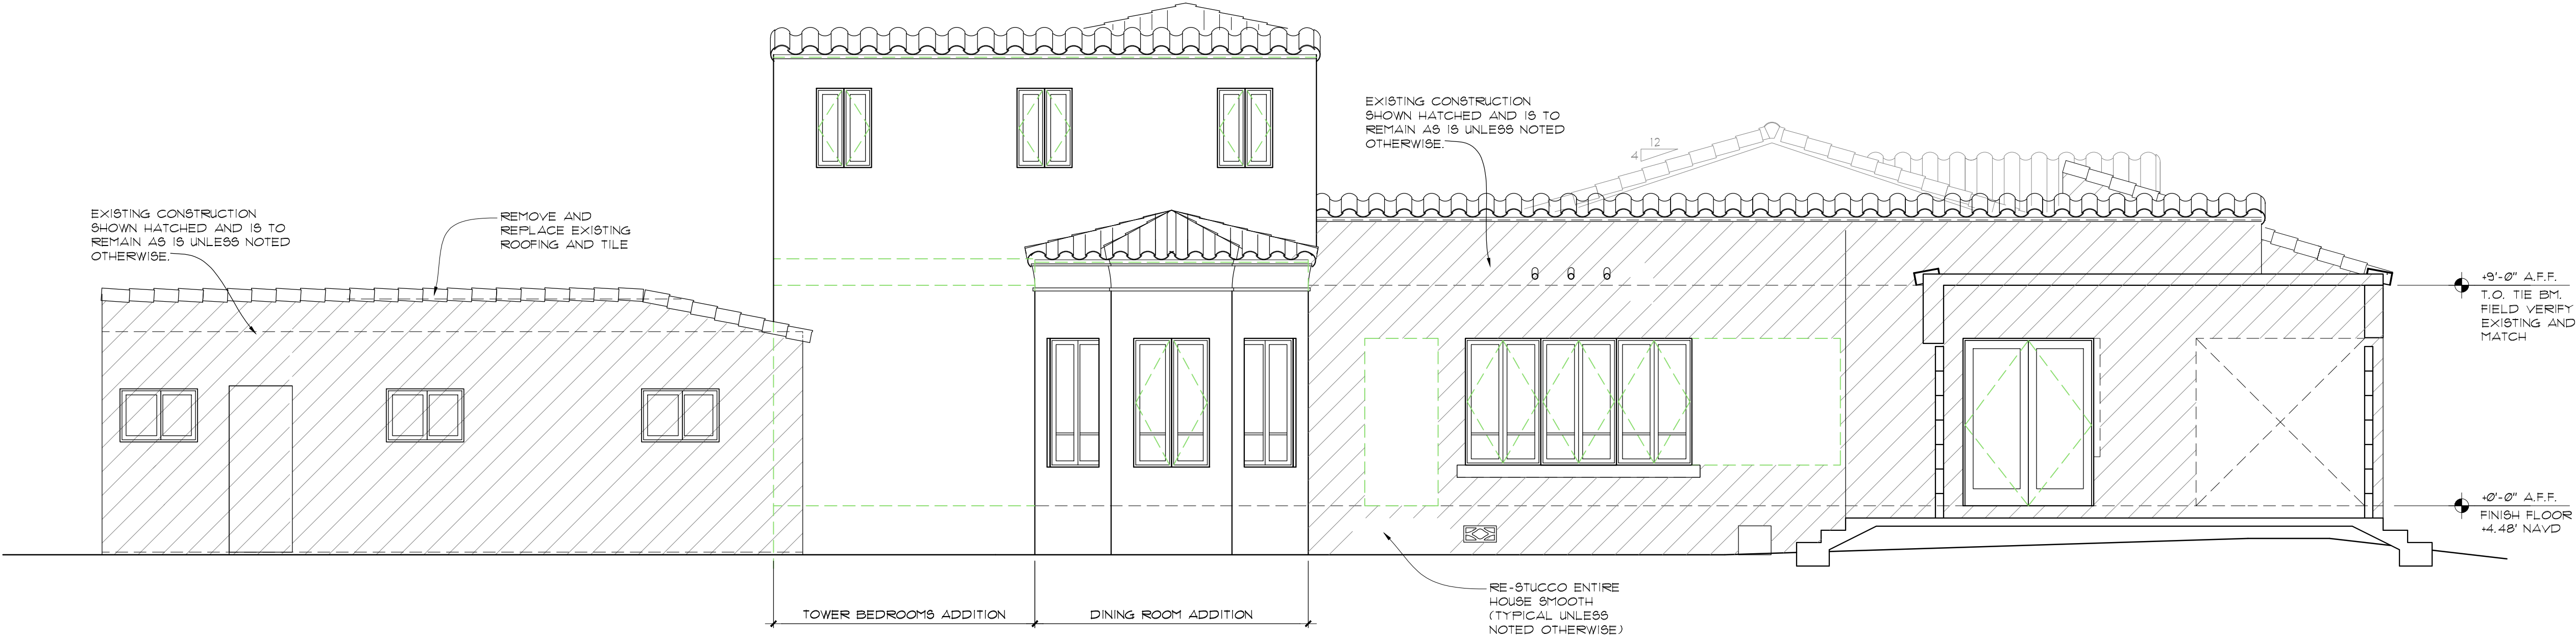 EXISTING CONSTRUCTION
SHOWN HATCHED AND IS TO
REMAIN AS IS UNLESS NOTED
OTHERWISE.
REMOVE AND
REPLACE EXISTING
ROOFING AND TILE
EXISTING CONSTRUCTION
SHOWN HATCHED AND IS TO
REMAIN AS IS UNLESS NOTED
OTHERWISE.
12
4
+9'-0" A.F.F.
T.O. TIE BM.
FIELD VERIFY
EXISTING AND
MATCH
+0'-0" A.F.F.
FINISH FLOOR
+4.48' NAVD
RE-STUCCO ENTIRE
HOUSE SMOOTH
(TYPICAL UNLESS
NOTED OTHERWISE)
TOWER BEDROOMS ADDITION
DINING ROOM ADDITION